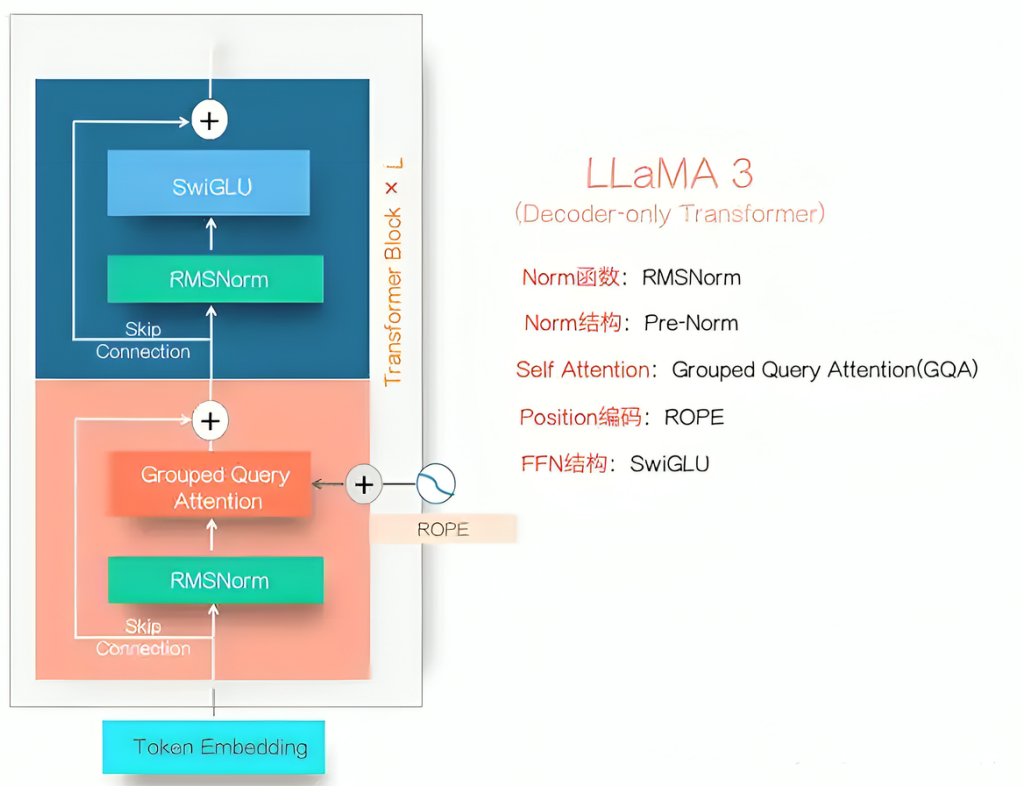 SwiGLU
RMSNorm
Skip
Connection
Grouped Query
Attention
RMSNorm
Skip
Connection
Token Embedding
Transformer Block × L
ROPE
LLaMA 3
(Decoder-only Transformer)
Norm函数：RMSNorm
Norm结构：Pre-Norm
Self Attention：Grouped Query Attention(GQA)
Position编码：ROPE
FFN结构：SwiGLU